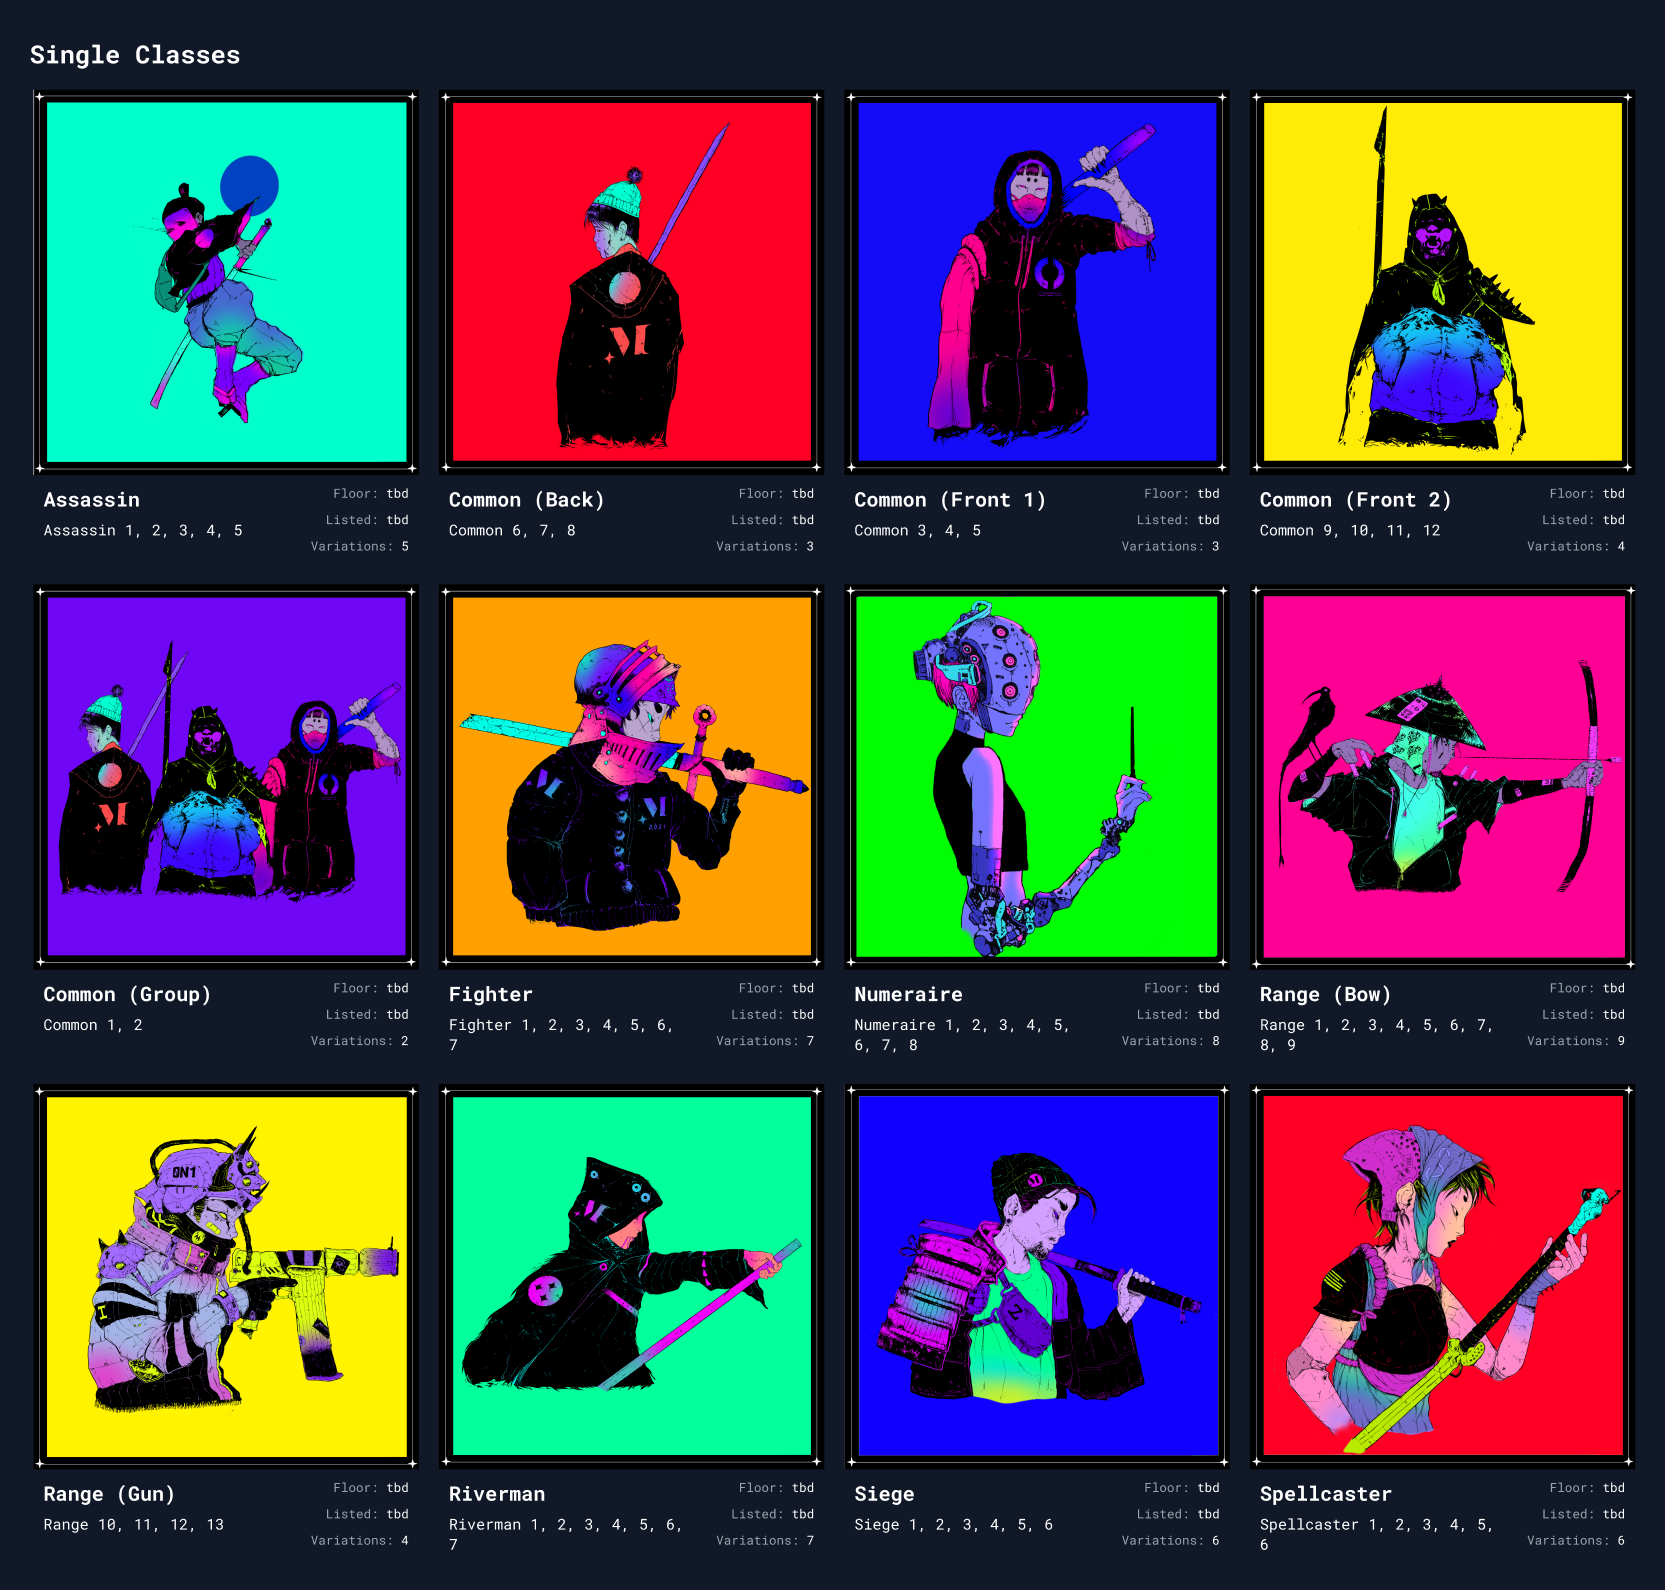 Single Classes
Assassin
Floor: tbd
Assassin 1, 2, 3, 4, 5
Listed: tbd
Variations: 5
Common (Back)
Floor: tbd
Common 6, 7, 8
Listed: tbd
Variations: 3
Common (Front 1)
Floor: tbd
Common 3, 4, 5
Listed: tbd
Variations: 3
Common (Front 2)
Floor: tbd
Common 9, 10, 11, 12
Listed: tbd
Variations: 4
M
M
M
M
2021
Common (Group)
Floor: tbd
Common 1, 2
Listed: tbd
Variations: 2
Fighter
Floor: tbd
Fighter 1, 2, 3, 4, 5, 6,
7
Listed: tbd
Variations: 7
Numeraire
Floor: tbd
Numeraire 1, 2, 3, 4, 5,
6, 7, 8
Listed: tbd
Variations: 8
Range (Bow)
Floor: tbd
Range 1, 2, 3, 4, 5, 6, 7,
8, 9
Listed: tbd
Variations: 9
0N1
I
M
M
Z
Range (Gun)
Floor: tbd
Range 10, 11, 12, 13
Listed: tbd
Variations: 4
Riverman
Floor: tbd
Riverman 1, 2, 3, 4, 5, 6,
7
Listed: tbd
Variations: 7
Siege
Floor: tbd
Siege 1, 2, 3, 4, 5, 6
Listed: tbd
Variations: 6
Spellcaster
Floor: tbd
Spellcaster 1, 2, 3, 4, 5,
6
Listed: tbd
Variations: 6